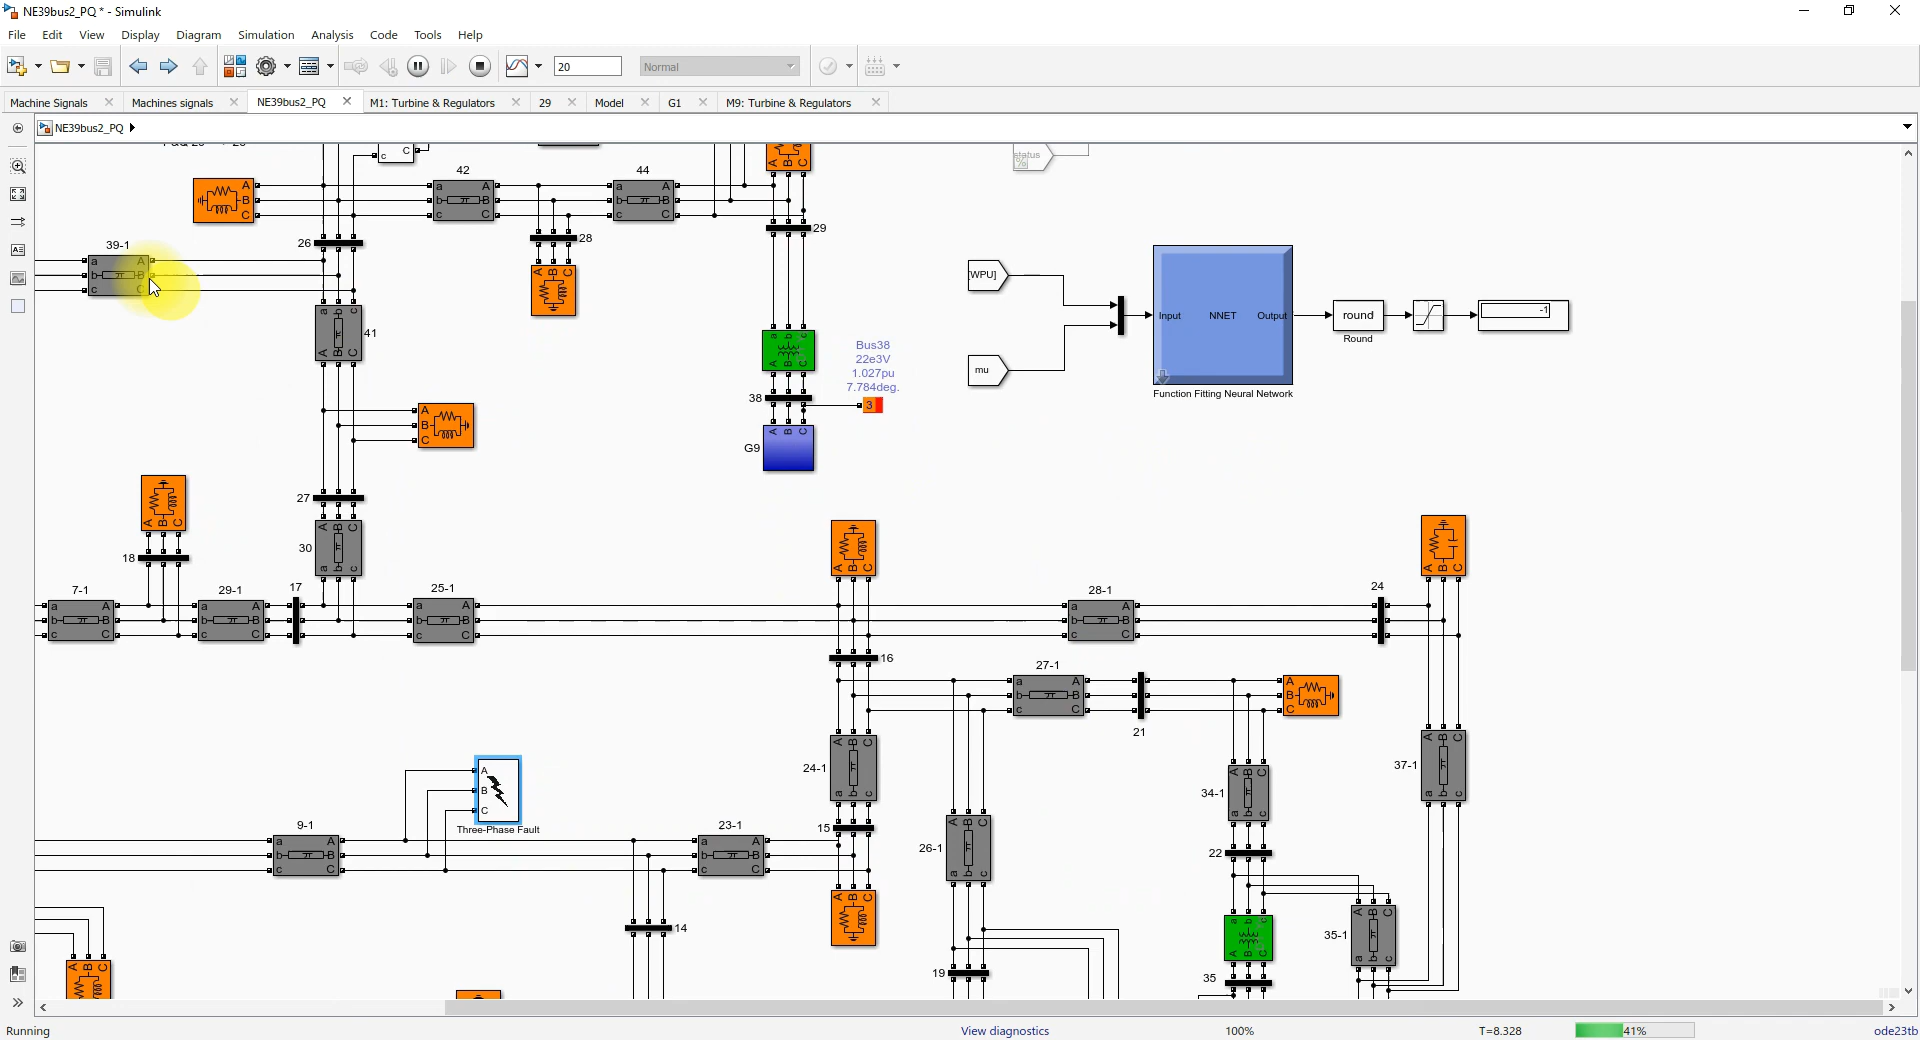 NE39bus2_PQ * - Simulink
File Edit View Display Diagram Simulation Analysis Code Tools Help
20
Normal
Machine Signals
Machines signals
NE39bus2_PQ
M1: Turbine & Regulators
29
Model
G1
M9: Turbine & Regulators
NE39bus2_PQ
c C
status
%
A B C
42
a A
b B
c C
44
a A
b B
c C
A
B
C
26
28
29
39-1
a A
b B
c C
A B C
[WPU]
mu
Input NNET Output
Function Fitting Neural Network
round
Round
-1
a b c
A B C
41
a b c
A B C
Bus38
22e3V
1.027pu
7.784deg.
38
3
G9
A B C
A
B
C
27
A B C
18
A B C
30
a b c
A B C
A B C
7-1
a A
b B
c C
29-1
a A
b B
c C
17
25-1
a A
b B
c C
28-1
a A
b B
c C
24
16
27-1
a A
b B
c C
21
A
B
C
A B C
24-1
a b c
A B C
34-1
a b c
A B C
37-1
a b c
A
B
C
Three-Phase Fault
9-1
a A
b B
c C
23-1
a A
b B
c C
15
A B C
A B C
26-1
a b c
22
14
a b c
A B C
A B C
35-1
a b c
19
35
A B C
Running
View diagnostics
100%
T=8.328
41%
ode23tb